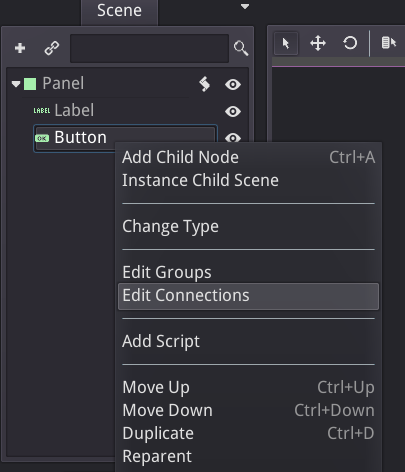 Scene
Panel
LABEL Label
OK Button
Add Child Node Ctrl+A
Instance Child Scene
Change Type
Edit Groups
Edit Connections
Add Script
Move Up Ctrl+Up
Move Down Ctrl+Down
Duplicate Ctrl+D
Reparent